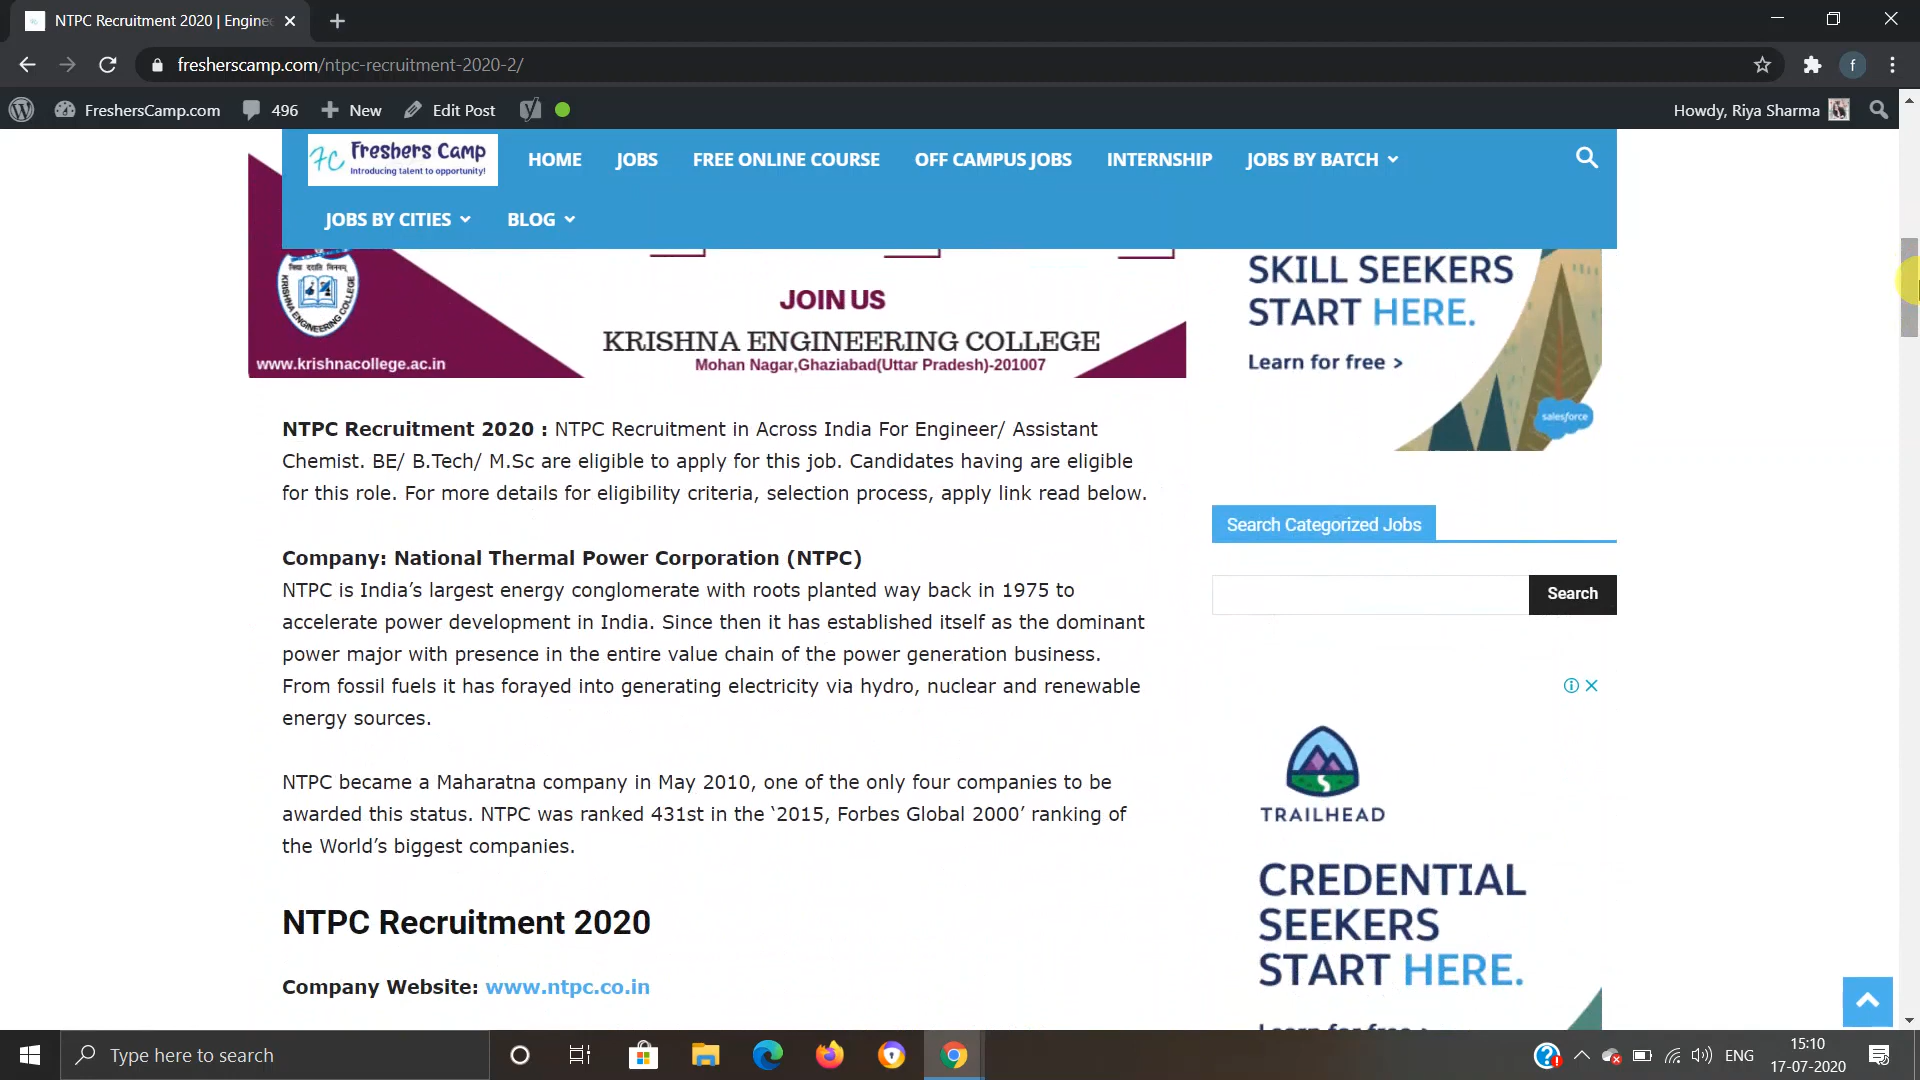 NTPC Recruitment 2020 | Enginee
fresherscamp.com/ntpc-recruitment-2020-2/
FreshersCamp.com
496
New
Edit Post
Howdy, Riya Sharma
FC Freshers Camp
Introducing talent to opportunity!
HOME
JOBS
FREE ONLINE COURSE
OFF CAMPUS JOBS
INTERNSHIP
JOBS BY BATCH
JOBS BY CITIES
BLOG
KRISHNA ENGINEERING COLLEGE
www.krishnacollege.ac.in
JOIN US
KRISHNA ENGINEERING COLLEGE
Mohan Nagar,Ghaziabad(Uttar Pradesh)-201007
SKILL SEEKERS
START HERE.
Learn for free >
salesforce
NTPC Recruitment 2020 : NTPC Recruitment in Across India For Engineer/ Assistant
Chemist. BE/ B.Tech/ M.Sc are eligible to apply for this job. Candidates having are eligible
for this role. For more details for eligibility criteria, selection process, apply link read below.
Company: National Thermal Power Corporation (NTPC)
NTPC is India’s largest energy conglomerate with roots planted way back in 1975 to
accelerate power development in India. Since then it has established itself as the dominant
power major with presence in the entire value chain of the power generation business.
From fossil fuels it has forayed into generating electricity via hydro, nuclear and renewable
energy sources.
NTPC became a Maharatna company in May 2010, one of the only four companies to be
awarded this status. NTPC was ranked 431st in the ‘2015, Forbes Global 2000’ ranking of
the World’s biggest companies.
NTPC Recruitment 2020
Company Website: www.ntpc.co.in
Search Categorized Jobs
Search
TRAILHEAD
CREDENTIAL
SEEKERS
START HERE.
Learn for free >
Type here to search
ENG
15:10
17-07-2020